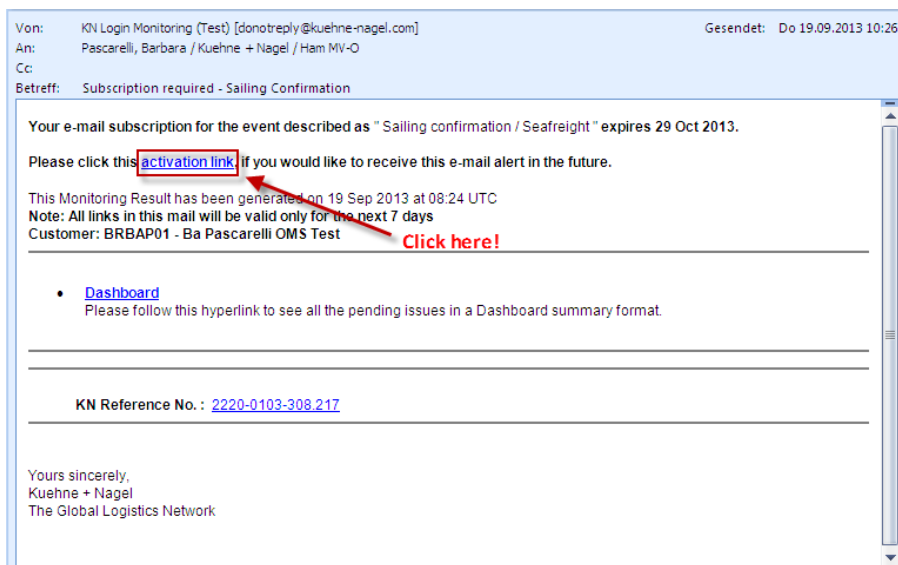 Von: KN Login Monitoring (Test) [donotreply@kuehne-nagel.com] Gesendet: Do 19.09.2013 10:26
An: Pascarelli, Barbara / Kuehne + Nagel / Ham MV-O
Cc:
Betreff: Subscription required - Sailing Confirmation
Your e-mail subscription for the event described as " Sailing confirmation / Seafreight " expires 29 Oct 2013.
Please click this activation link, if you would like to receive this e-mail alert in the future.
This Monitoring Result has been generated on 19 Sep 2013 at 08:24 UTC
Note: All links in this mail will be valid only for the next 7 days
Customer: BRBAP01 - Ba Pascarelli OMS Test
Click here!
• Dashboard
Please follow this hyperlink to see all the pending issues in a Dashboard summary format.
KN Reference No. : 2220-0103-308.217
Yours sincerely,
Kuehne + Nagel
The Global Logistics Network